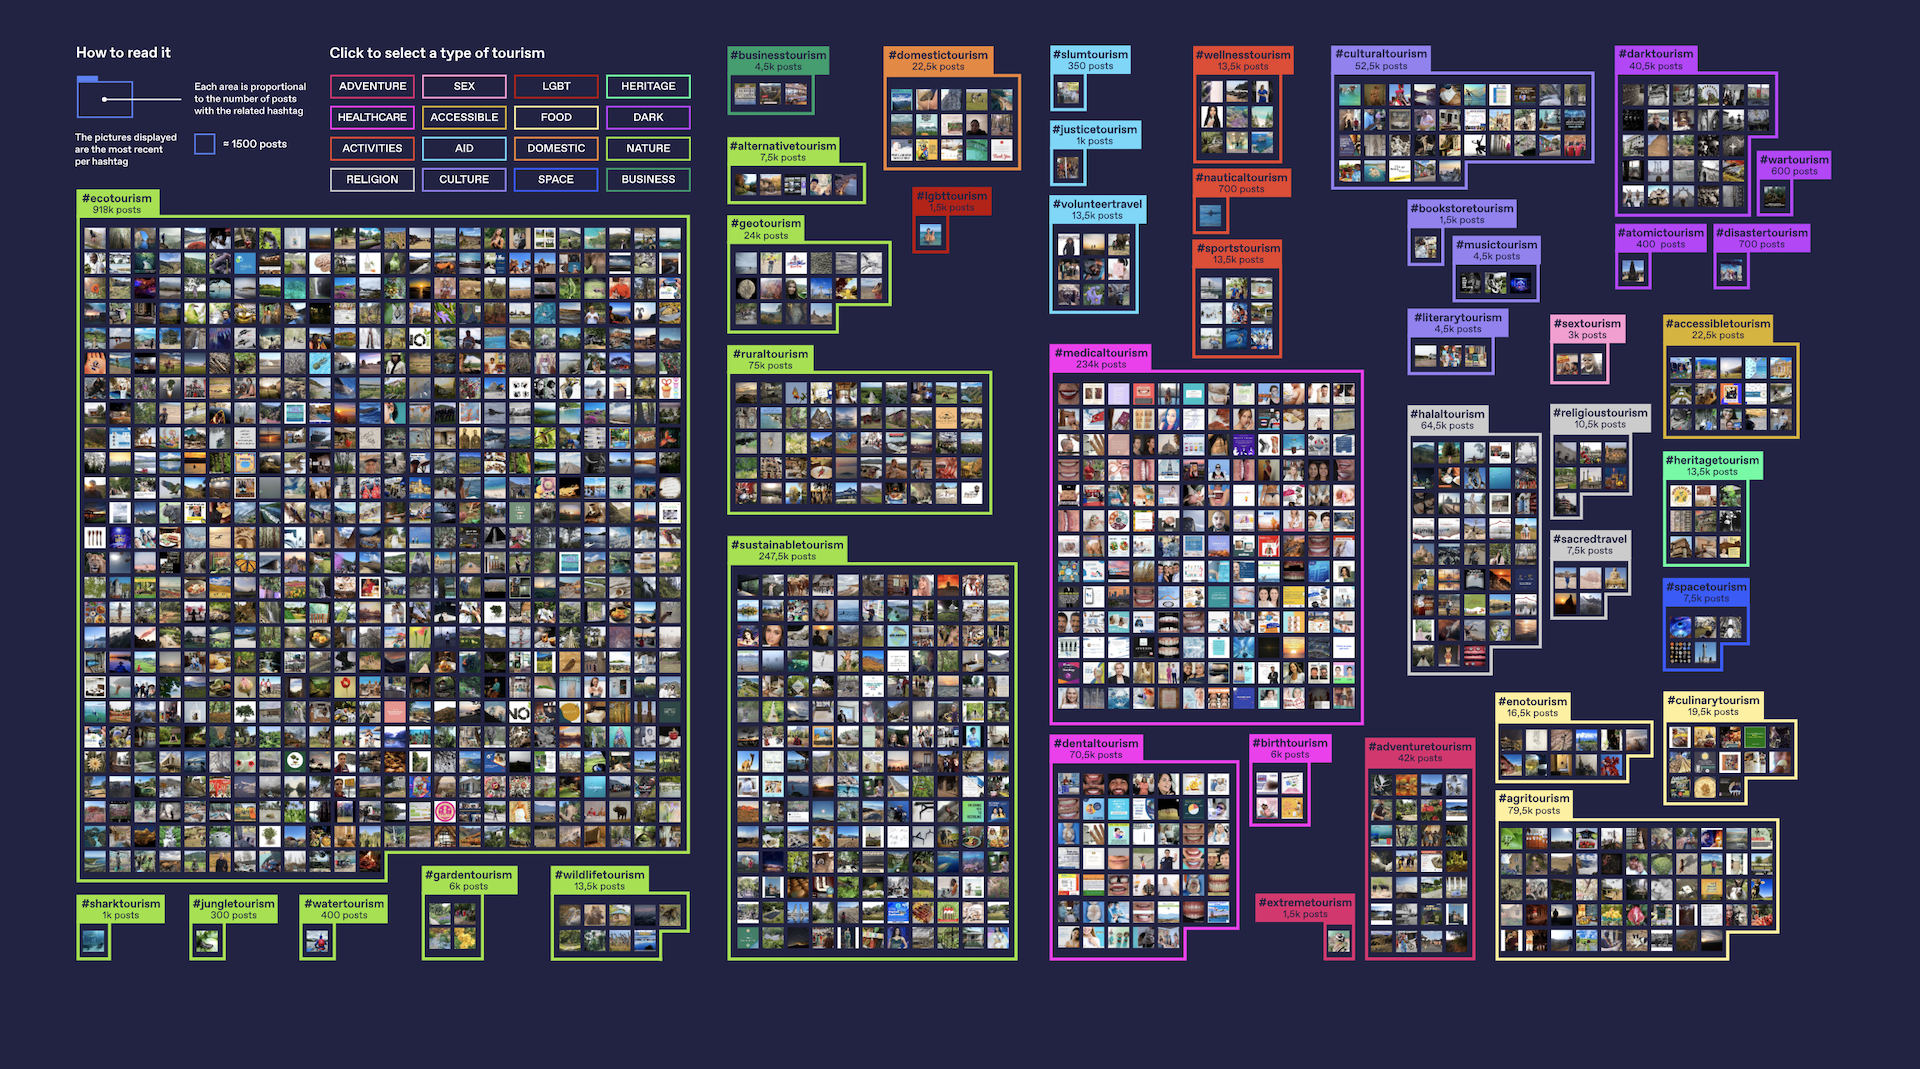 How to read it
Each area is proportional
to the number of posts
with the related hashtag
The pictures displayed
are the most recent
per hashtag
= 1500 posts
Click to select a type of tourism
ADVENTURE
SEX
LGBT
HERITAGE
HEALTHCARE
ACCESSIBLE
FOOD
DARK
ACTIVITIES
AID
DOMESTIC
NATURE
RELIGION
CULTURE
SPACE
BUSINESS
#ecotourism
918k posts
#sharktourism
1k posts
#jungletourism
300 posts
#watertourism
400 posts
#gardentourism
6k posts
#wildlifetourism
13,5k posts
#businesstourism
4,5k posts
#domestictourism
22,5k posts
#alternativetourism
7,5k posts
#lgbttourism
1,5k posts
#geotourism
24k posts
#ruraltourism
75k posts
#sustainabletourism
247,5k posts
#slumtourism
350 posts
#justicetourism
1k posts
#volunteertravel
13,5k posts
#wellnesstourism
13,5k posts
#nauticaltourism
700 posts
#sportstourism
13,5k posts
#medicaltourism
234k posts
#dentaltourism
70,5k posts
#birthtourism
6k posts
#extremetourism
1,5k posts
#adventuretourism
42k posts
#culturaltourism
52,5k posts
#bookstoretourism
1,5k posts
#musictourism
4,5k posts
#literarytourism
4,5k posts
#darktourism
40,5k posts
#wartourism
600 posts
#atomictourism
400 posts
#disastertourism
700 posts
#sextourism
3k posts
#accessibletourism
22,5k posts
#halaltourism
64,5k posts
#religioustourism
10,5k posts
#sacredtravel
7,5k posts
#heritagetourism
13,5k posts
#spacetourism
7,5k posts
#enotourism
16,5k posts
#culinarytourism
19,5k posts
#agritourism
79,5k posts
NO